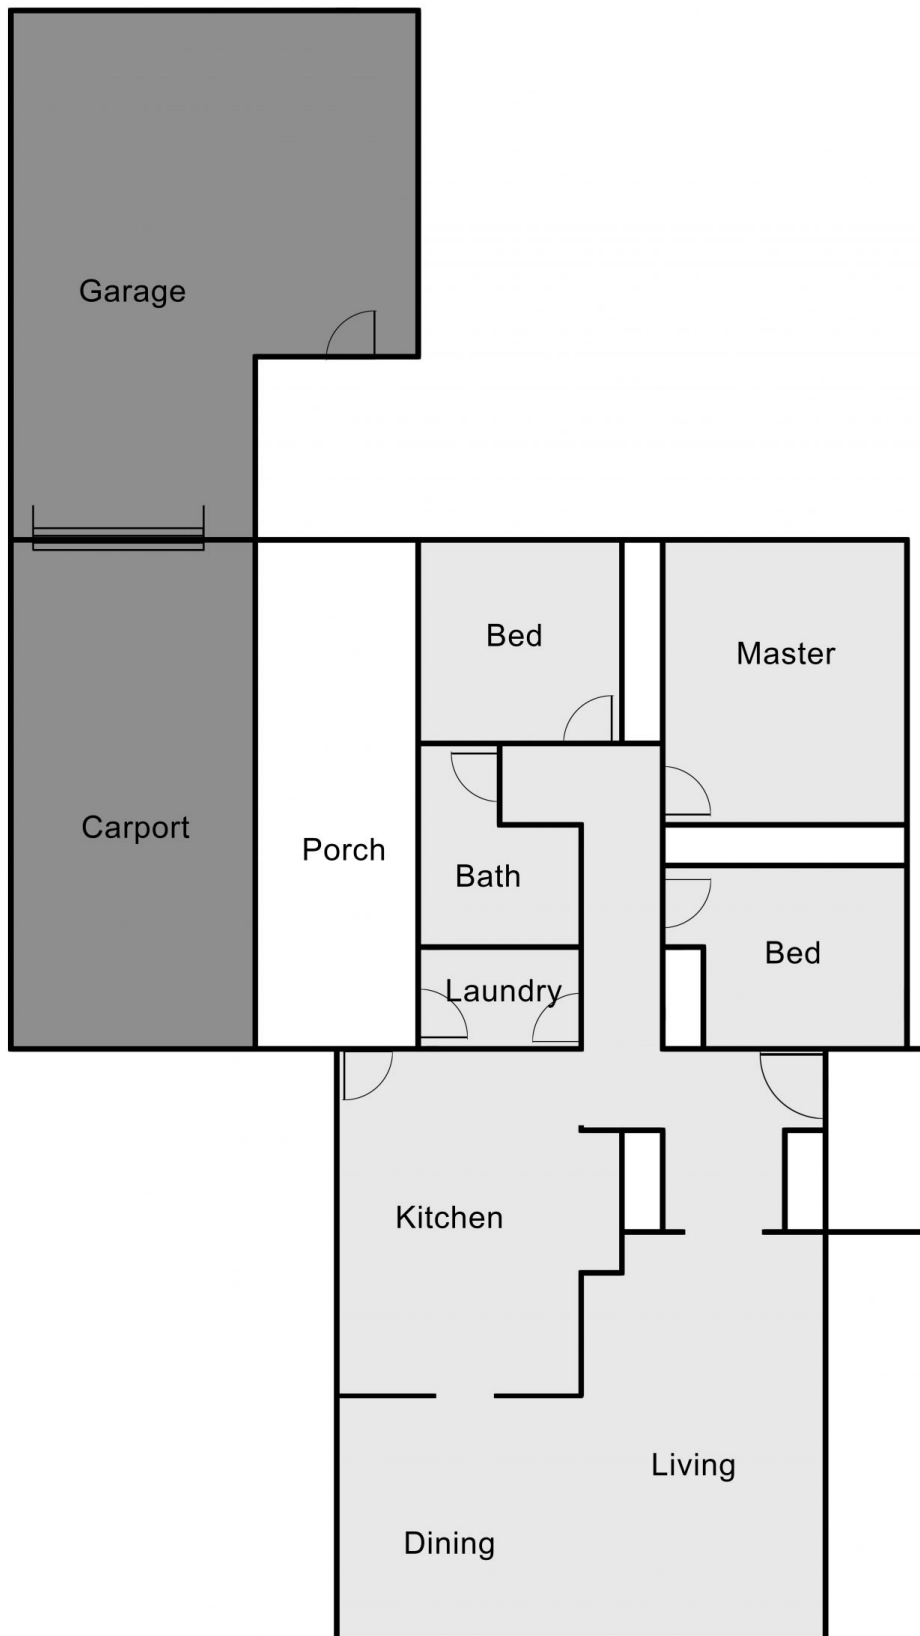 Garage
Bed
Master
Carport
Porch
Bath
Bed
Laundry
Kitchen
Living
Dining